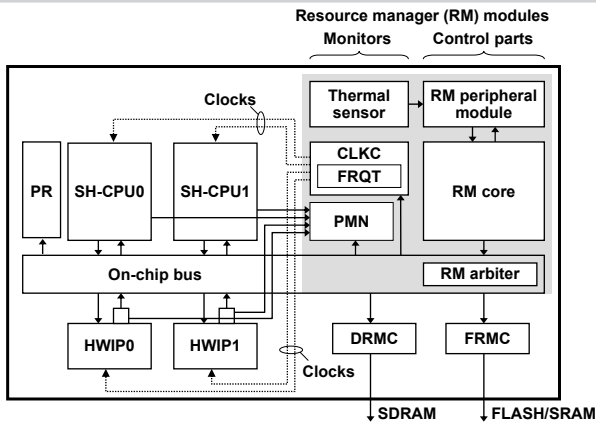 Resource manager (RM) modules
Monitors Control parts
Clocks
Thermal sensor
RM peripheral module
PR
SH-CPU0
SH-CPU1
CLKC
FRQT
RM core
PMN
On-chip bus
RM arbiter
HWIP0
HWIP1
DRMC
FRMC
Clocks
SDRAM
FLASH/SRAM